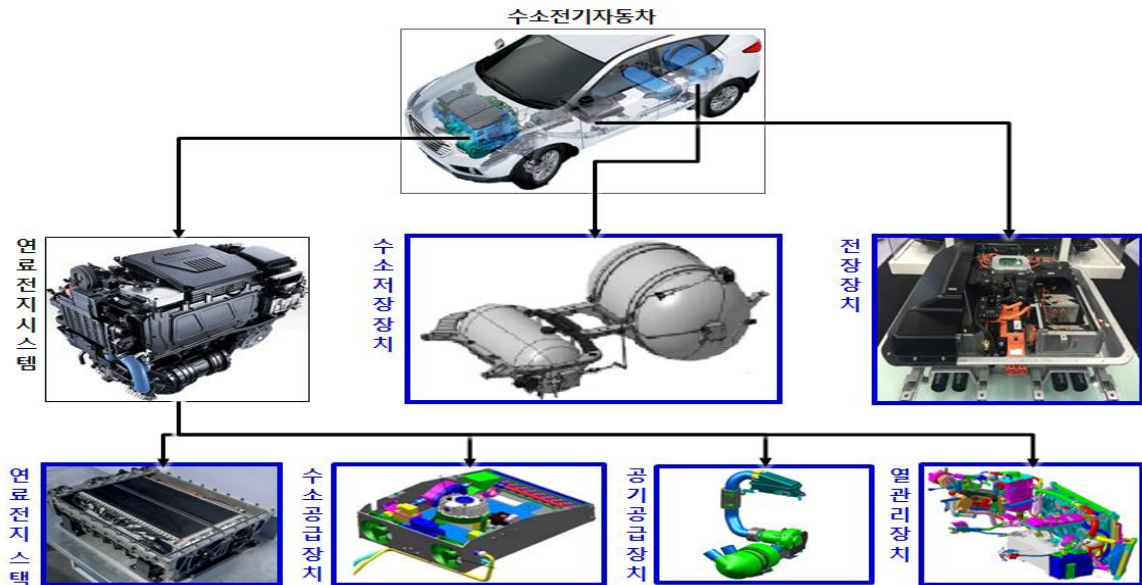 수소전기자동차
연료전지시스템
수소저장장치
전장장치
연료전지 스택
수소공급장치
공기공급장치
열관리장치